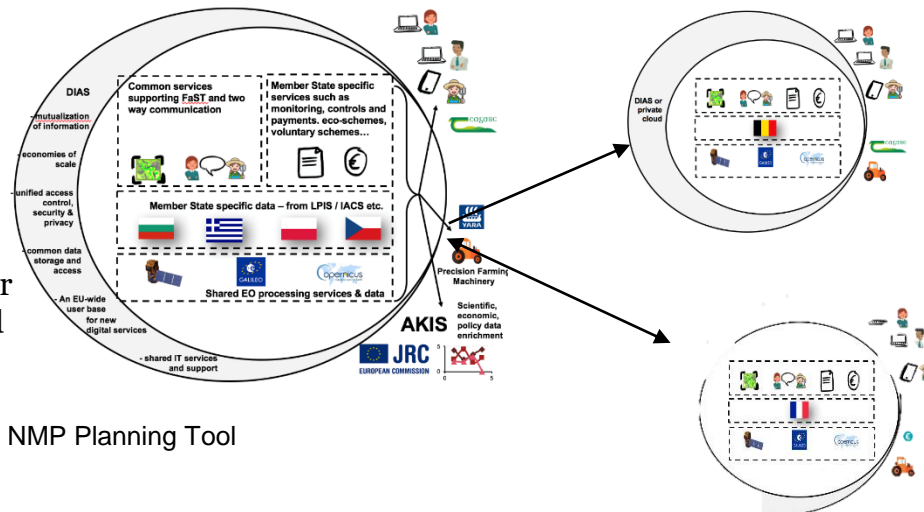 DIAS
- mutualization
of information
- economies of
scale
- unified access
control,
security &
privacy
- common data
storage and
access
- An EU-wide
user base
for new
digital services
- shared IT services
and support
Common services
supporting FaST and two
way communication
Member State specific
services such as
monitoring, controls and
payments. eco-schemes,
voluntary schemes…
Member State specific data – from LPIS / IACS etc.
GALILEO
opernicus
Shared EO processing services & data
YARA
Precision Farming
Machinery
Scientific,
economic,
policy data
enrichment
AKIS
JRC
EUROPEAN COMMISSION
5
0
5
r
NMP Planning Tool
DIAS or
private
cloud